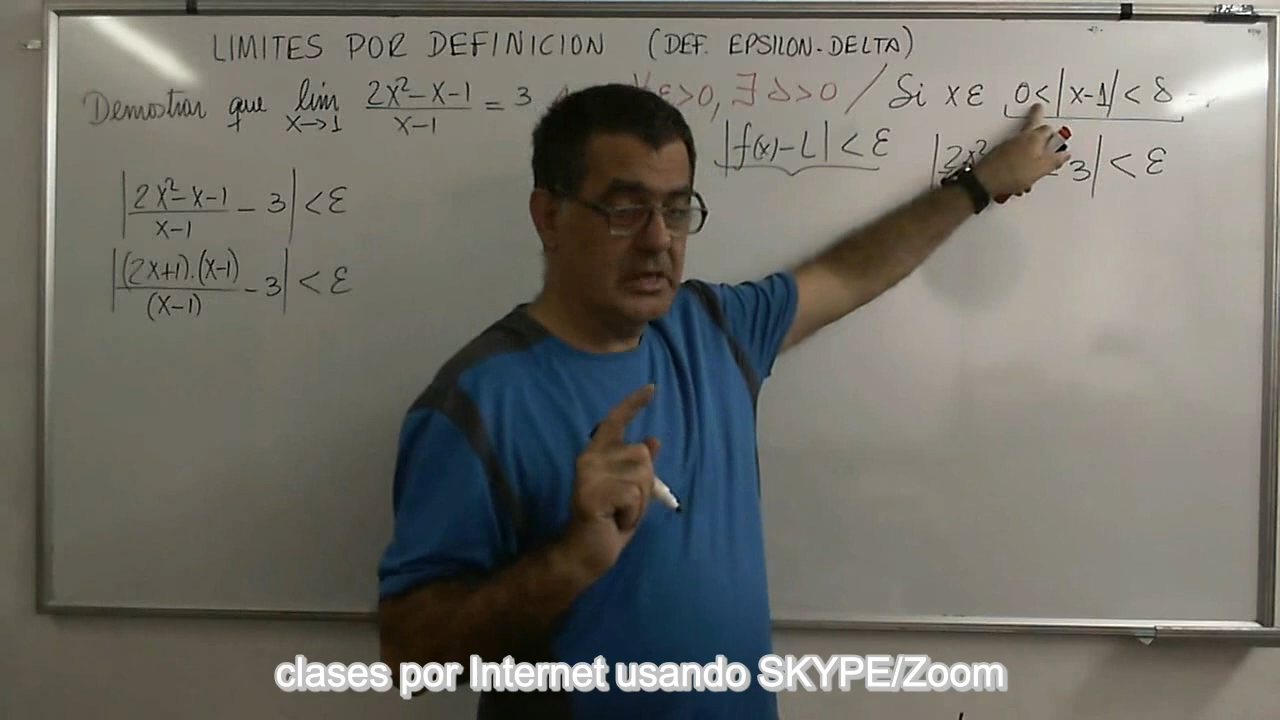 LIMITES POR DEFINICION (DEF. EPSILON-DELTA)
Demostrar que lim x→1 (2x²-x-1)/(x-1) = 3 ∀ε>0, ∃ δ>0 / Si x ε 0<|x-1|<δ
|f(x)-L|<ε |2x² - 3|<ε
|(2x²-x-1)/(x-1) - 3|<ε
|((2x+1).(x-1))/(x-1) - 3|<ε
clases por Internet usando SKYPE/Zoom